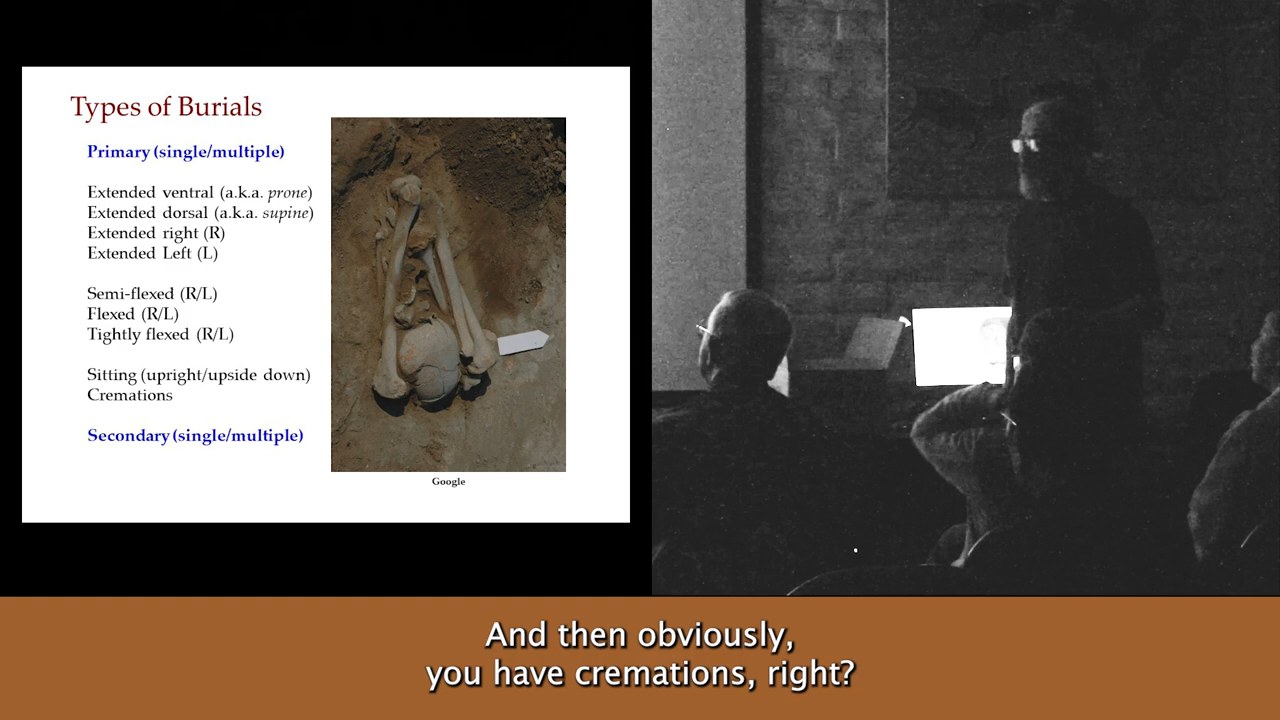 Types of Burials
Primary (single/multiple)
Extended ventral (a.k.a. prone)
Extended dorsal (a.k.a. supine)
Extended right (R)
Extended Left (L)
Semi-flexed (R/L)
Flexed (R/L)
Tightly flexed (R/L)
Sitting (upright/upside down)
Cremations
Secondary (single/multiple)
Google
And then obviously,
you have cremations, right?